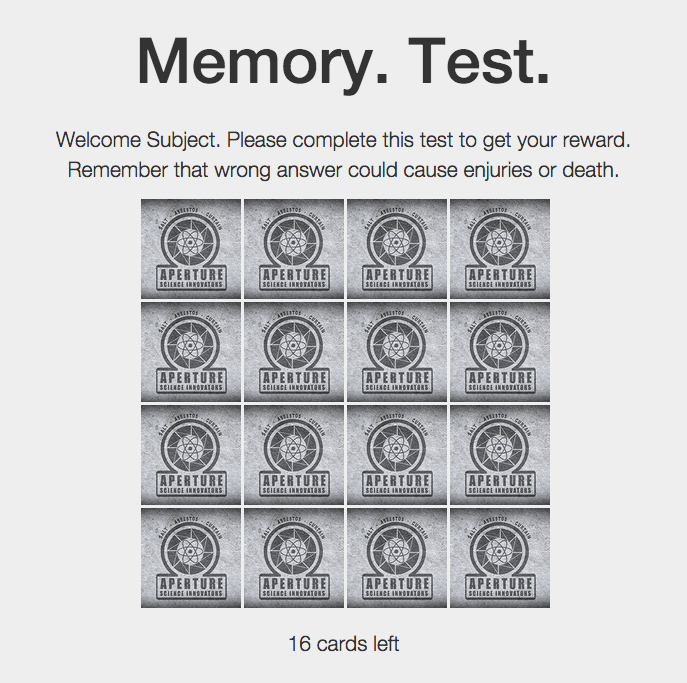 Memory. Test.
Welcome Subject. Please complete this test to get your reward.
Remember that wrong answer could cause enjuries or death.
SALT - ASBESTOS - CURTAIN SALT - ASBESTOS - CURTAIN SALT - ASBESTOS - CURTAIN SALT - ASBESTOS - CURTAIN
APERTURE APERTURE APERTURE APERTURE
SCIENCE INNOVATORS SCIENCE INNOVATORS SCIENCE INNOVATORS SCIENCE INNOVATORS
SALT - ASBESTOS - CURTAIN SALT - ASBESTOS - CURTAIN SALT - ASBESTOS - CURTAIN SALT - ASBESTOS - CURTAIN
APERTURE APERTURE APERTURE APERTURE
SCIENCE INNOVATORS SCIENCE INNOVATORS SCIENCE INNOVATORS SCIENCE INNOVATORS
SALT - ASBESTOS - CURTAIN SALT - ASBESTOS - CURTAIN SALT - ASBESTOS - CURTAIN SALT - ASBESTOS - CURTAIN
APERTURE APERTURE APERTURE APERTURE
SCIENCE INNOVATORS SCIENCE INNOVATORS SCIENCE INNOVATORS SCIENCE INNOVATORS
SALT - ASBESTOS - CURTAIN SALT - ASBESTOS - CURTAIN SALT - ASBESTOS - CURTAIN SALT - ASBESTOS - CURTAIN
APERTURE APERTURE APERTURE APERTURE
SCIENCE INNOVATORS SCIENCE INNOVATORS SCIENCE INNOVATORS SCIENCE INNOVATORS
16 cards left